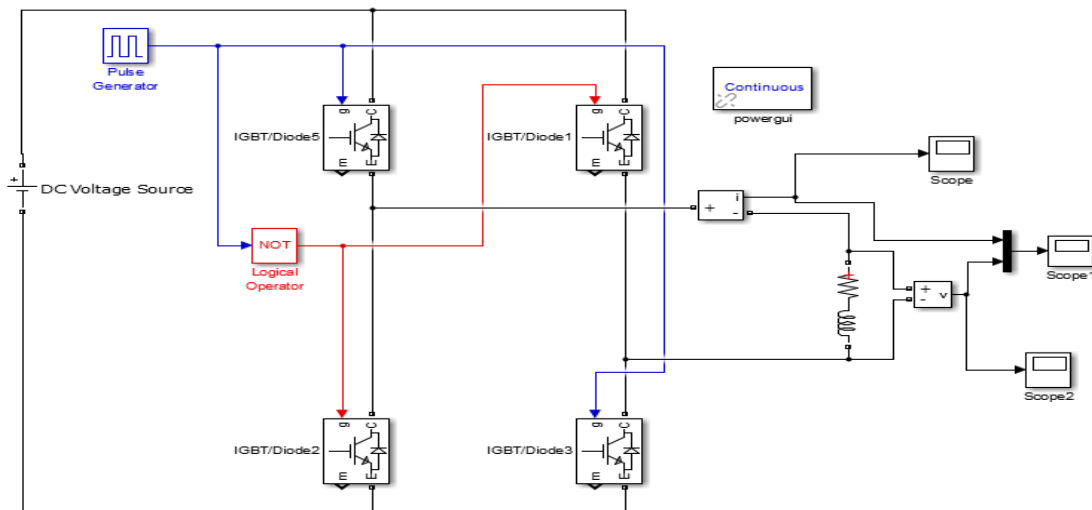 Pulse
Generator
Continuous
powergui
g
C
IGBT/Diode5
m
E
g
C
IGBT/Diode1
m
E
Scope
+
DC Voltage Source
+
i
-
NOT
Logical
Operator
Scope1
+
+
-
v
Scope2
g
C
IGBT/Diode2
m
E
g
C
IGBT/Diode3
m
E